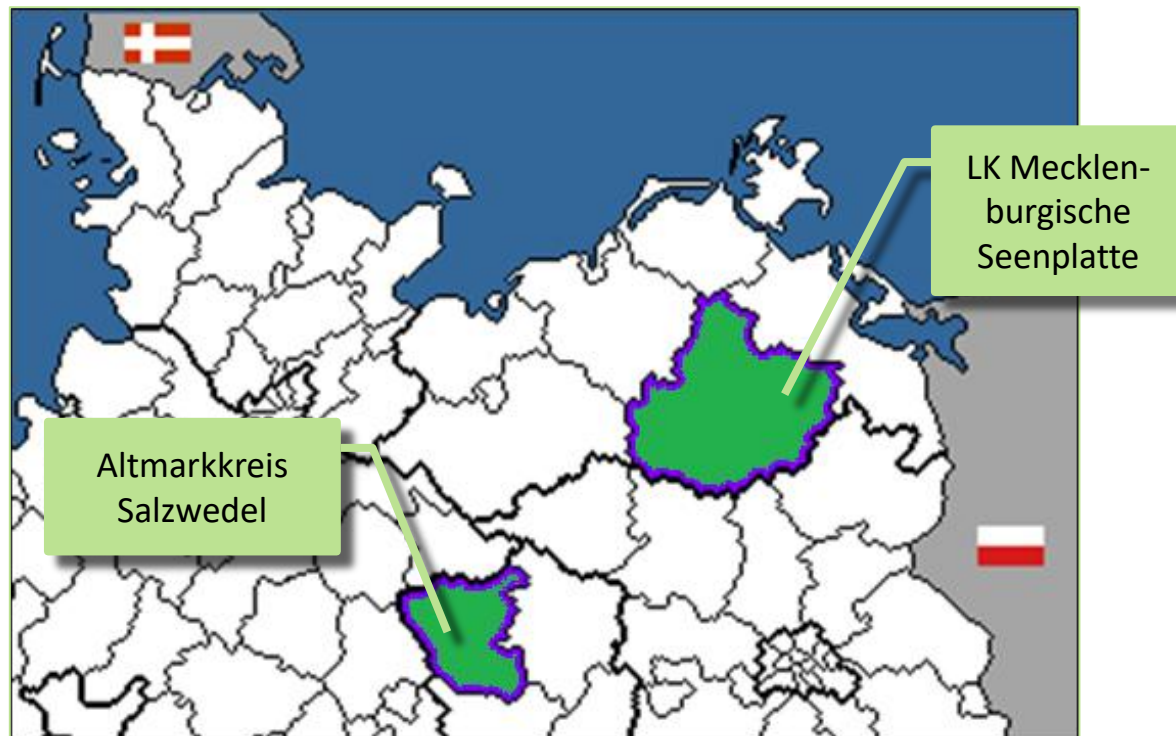 LK Mecklen-
burgische
Seenplatte
Altmarkkreis
Salzwedel